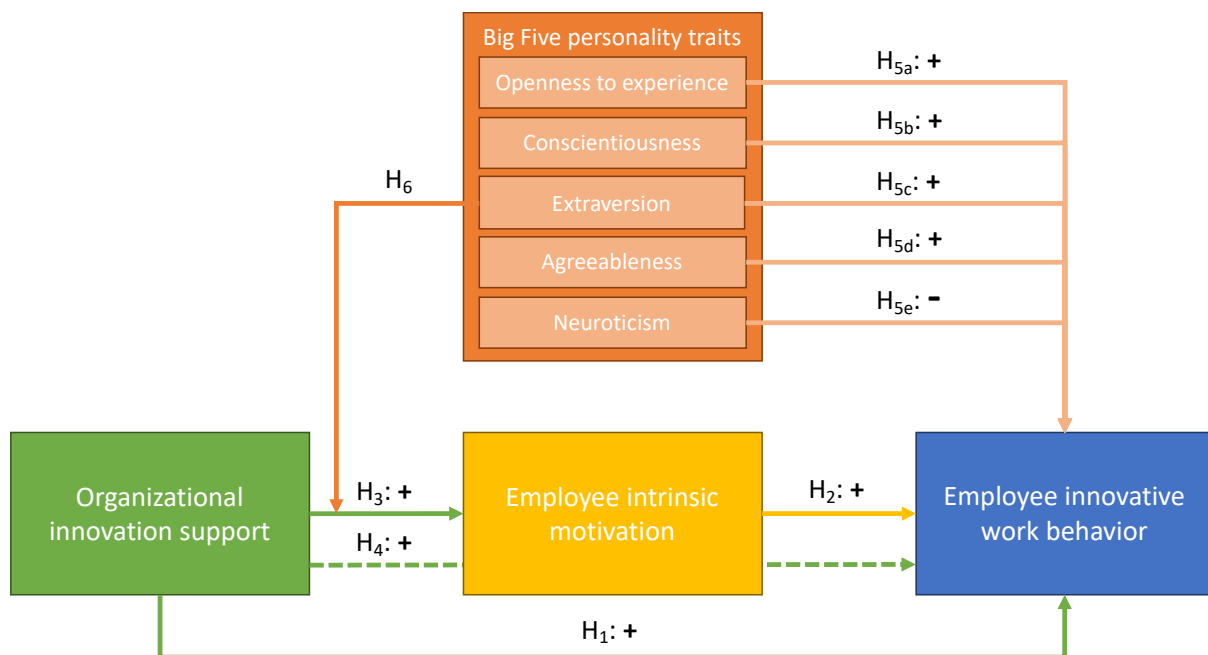 Big Five personality traits
Openness to experience
H5a: +
Conscientiousness
H5b: +
H6
Extraversion
H5c: +
Agreeableness
H5d: +
Neuroticism
H5e: -
Organizational
innovation support
H3: +
H4: +
Employee intrinsic
motivation
H2: +
Employee innovative
work behavior
H1: +